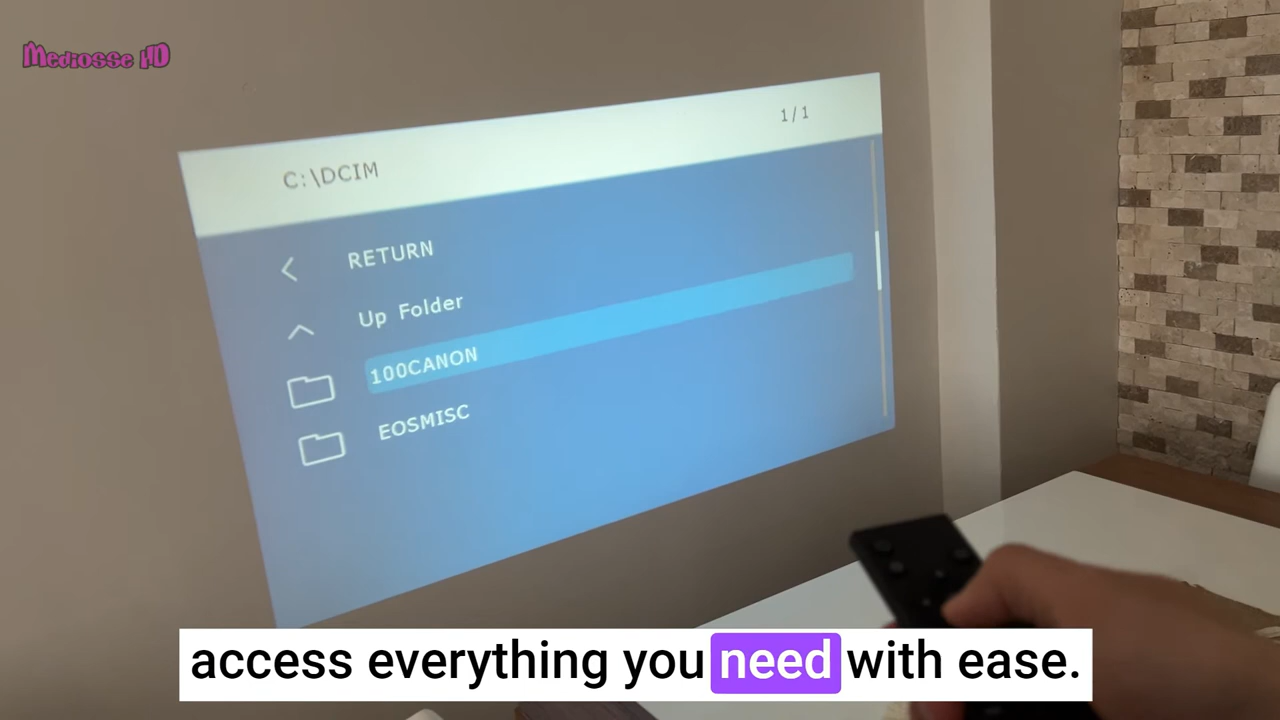 Mediosse HD
1/1
C:\DCIM
RETURN
Up Folder
100CANON
EOSMISC
access everything you need with ease.